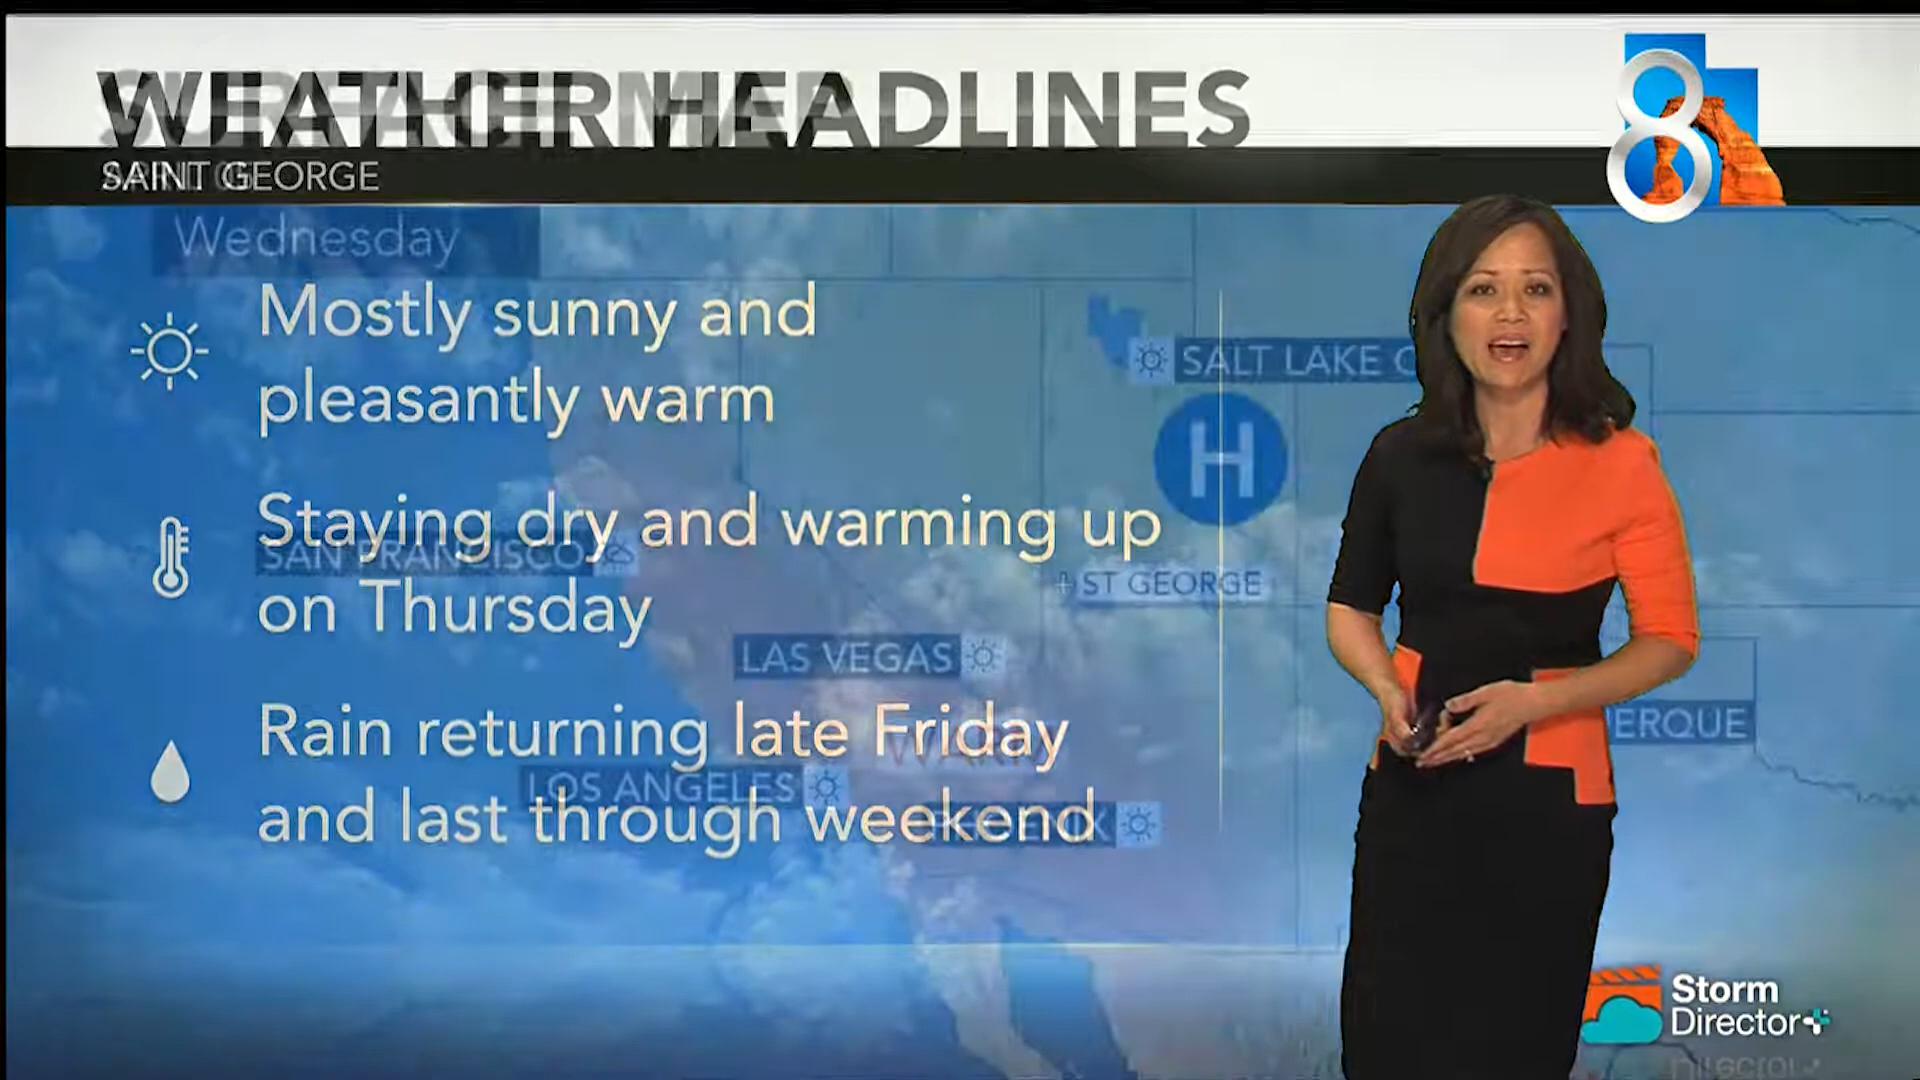 WEATHER HEADLINES
SAINT GEORGE
8
Wednesday
Mostly sunny and
pleasantly warm
SALT LAKE C
H
Staying dry and warming up
SAN FRANCISCO
on Thursday
ST GEORGE
LAS VEGAS
Rain returning late Friday
ERQUE
LOS ANGELES
and last through weekend
Storm
Director+